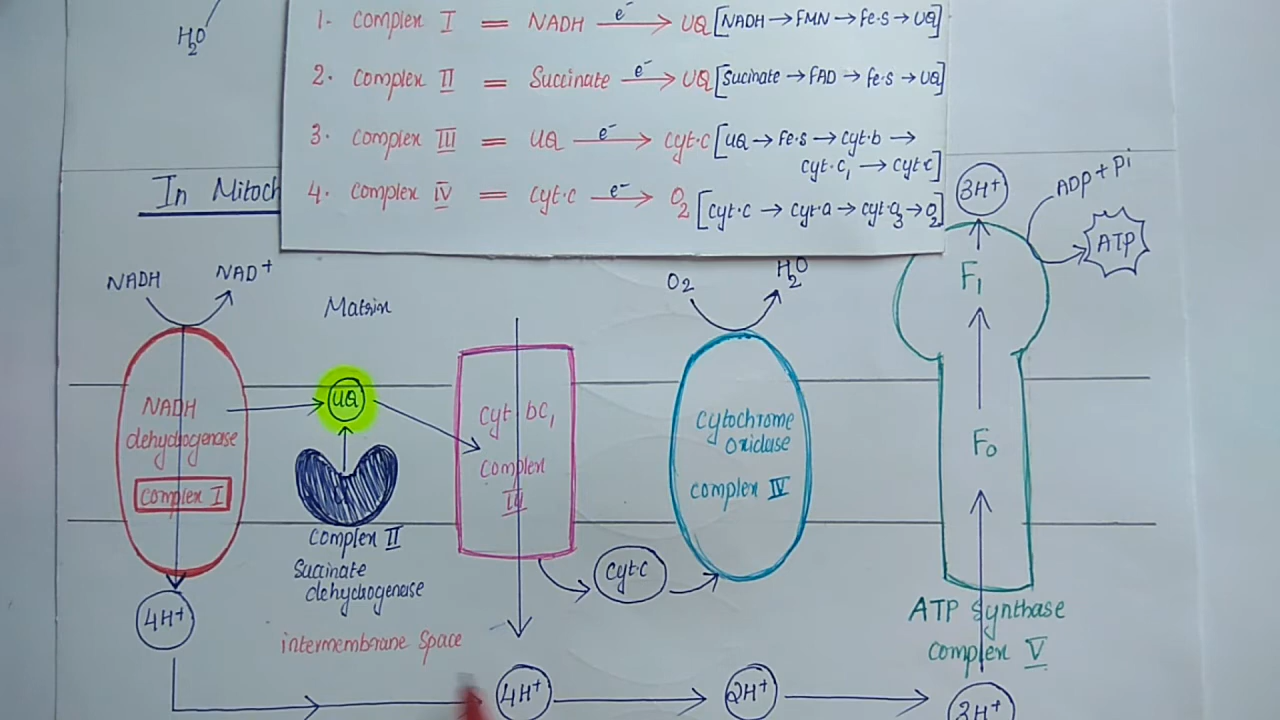 H2O
1. Complex I = NADH e⁻ → UQ [NADH → FMN → Fe·S → UQ]
2. Complex II = Succinate e⁻ → UQ [Sucinate → FAD → Fe·S → UQ]
3. Complex III = UQ e⁻ → Cyt·C [UQ → Fe·S → Cyt·b →
Cyt·C₁ → Cyt C]
4. Complex IV = Cyt·C e⁻ → O₂ [Cyt·C → Cyt·a → Cyt·a₃ → O₂]
In Mitoch
3H⁺
ADP + Pi
ATP
NADH
NAD⁺
Matrix
O₂
H₂O
F₁
NADH
dehydrogenase
Complex I
UQ
Cyt bC₁
Complex
III
Cytochrome
Oxidase
Complex IV
F₀
Complex II
Succinate
dehydrogenase
Cyt·C
4H⁺
intermembrane Space
ATP Synthase
Complex V
4H⁺
2H⁺
3H⁺